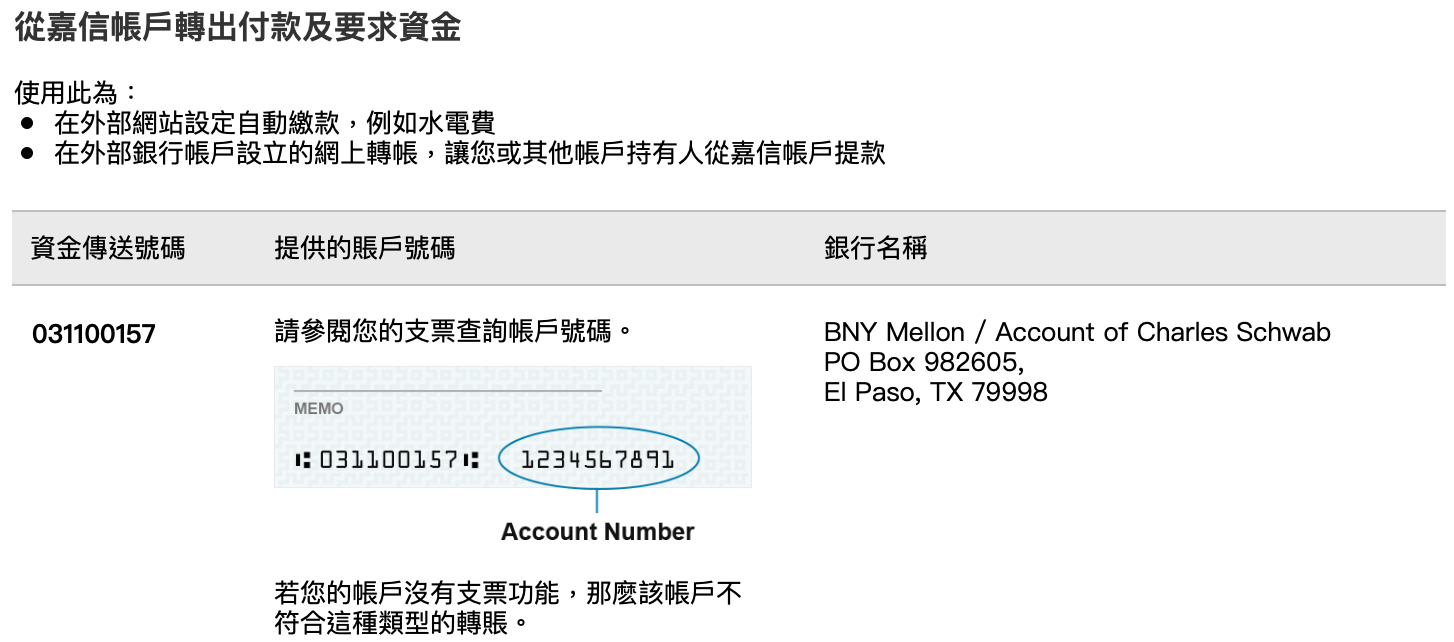 從嘉信帳戶轉出付款及要求資金
使用此為：
● 在外部網站設定自動繳款，例如水電費
● 在外部銀行帳戶設立的網上轉帳，讓您或其他帳戶持有人從嘉信帳戶提款
資金傳送號碼 提供的賬戶號碼 銀行名稱
031100157
請參閱您的支票查詢帳戶號碼。
MEMO
⑆031100157⑆ 1234567891
Account Number
若您的帳戶沒有支票功能，那麼該帳戶不
符合這種類型的轉賬。
BNY Mellon / Account of Charles Schwab
PO Box 982605,
El Paso, TX 79998